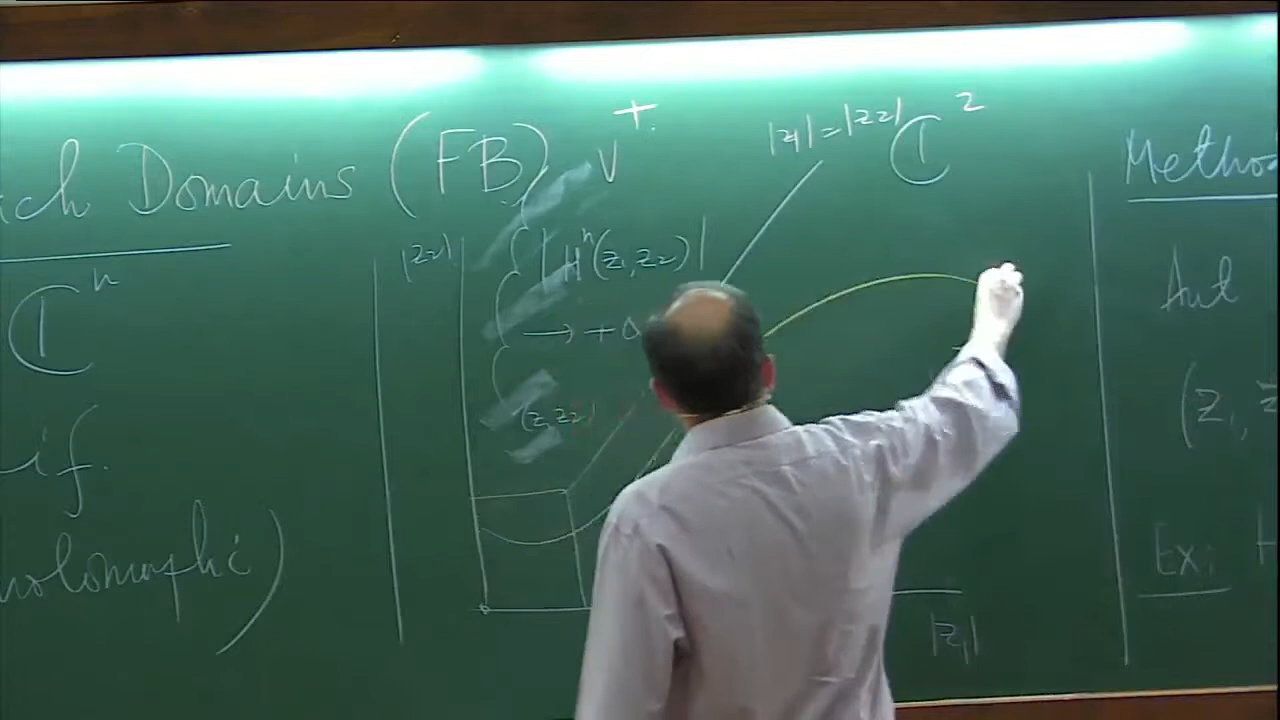 ich Domains (FB)
ℂⁿ
if
holomorphic)
V⁺
|z₁| = |z₂|
ℂ²
|z₂|
|Hⁿ(z₁, z₂)|
→ +
(z₁, z₂)
|z₁|
Metho
Aut
(z₁, z
Ex: H